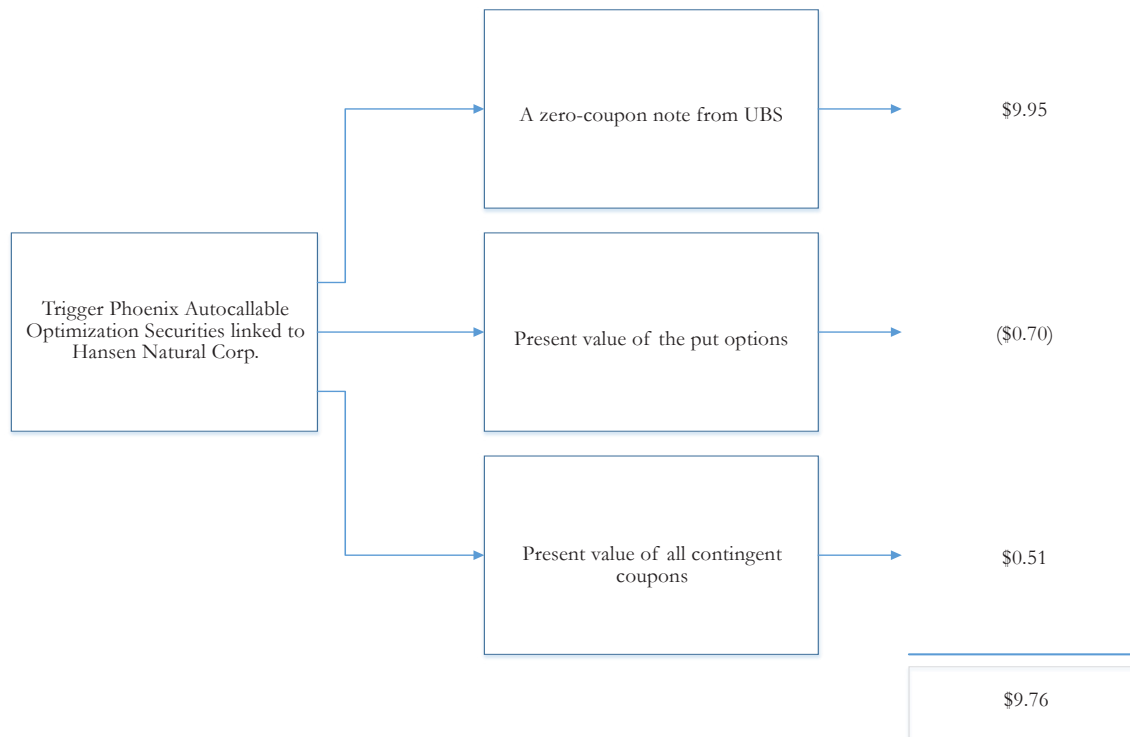 A zero-coupon note from UBS
$9.95
Trigger Phoenix Autocallable
Optimization Securities linked to
Hansen Natural Corp.
Present value of the put options
($0.70)
Present value of all contingent
coupons
$0.51
$9.76